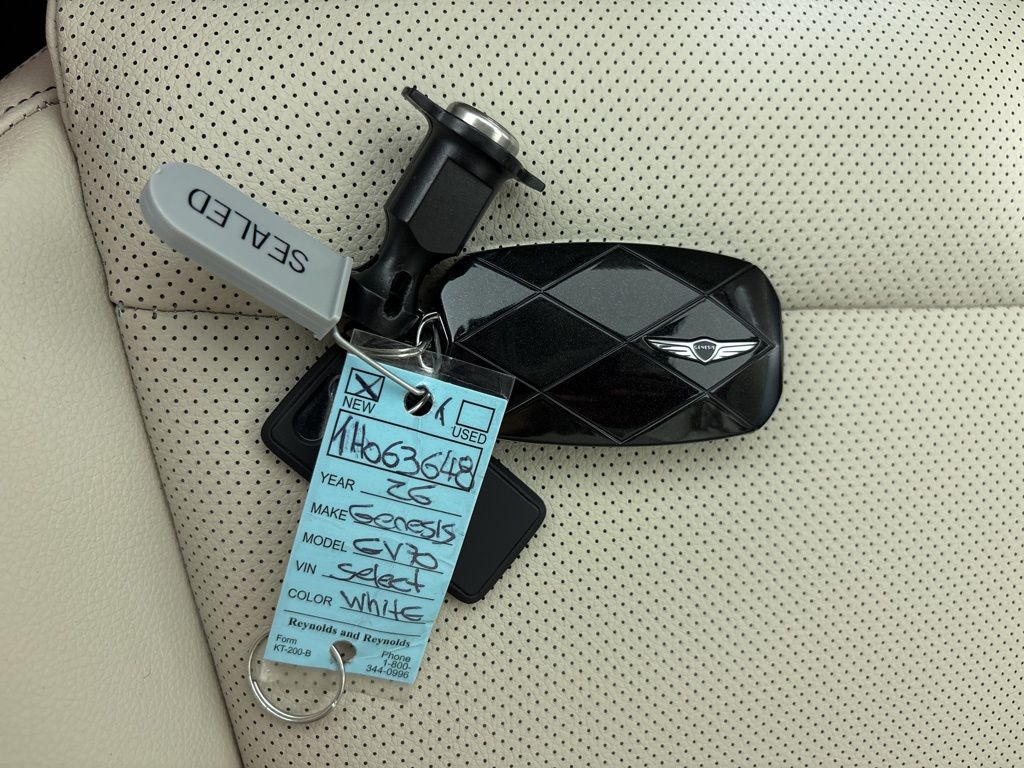 SEALED
GENESIS
NEW
USED
1H063648
YEAR 26
MAKE Genesis
MODEL GV70
VIN Select
COLOR White
Reynolds and Reynolds
Form
KT-200-B
Phone
1-800-
344-0996